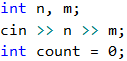 int n, m;
cin >> n >> m;
int count = 0;